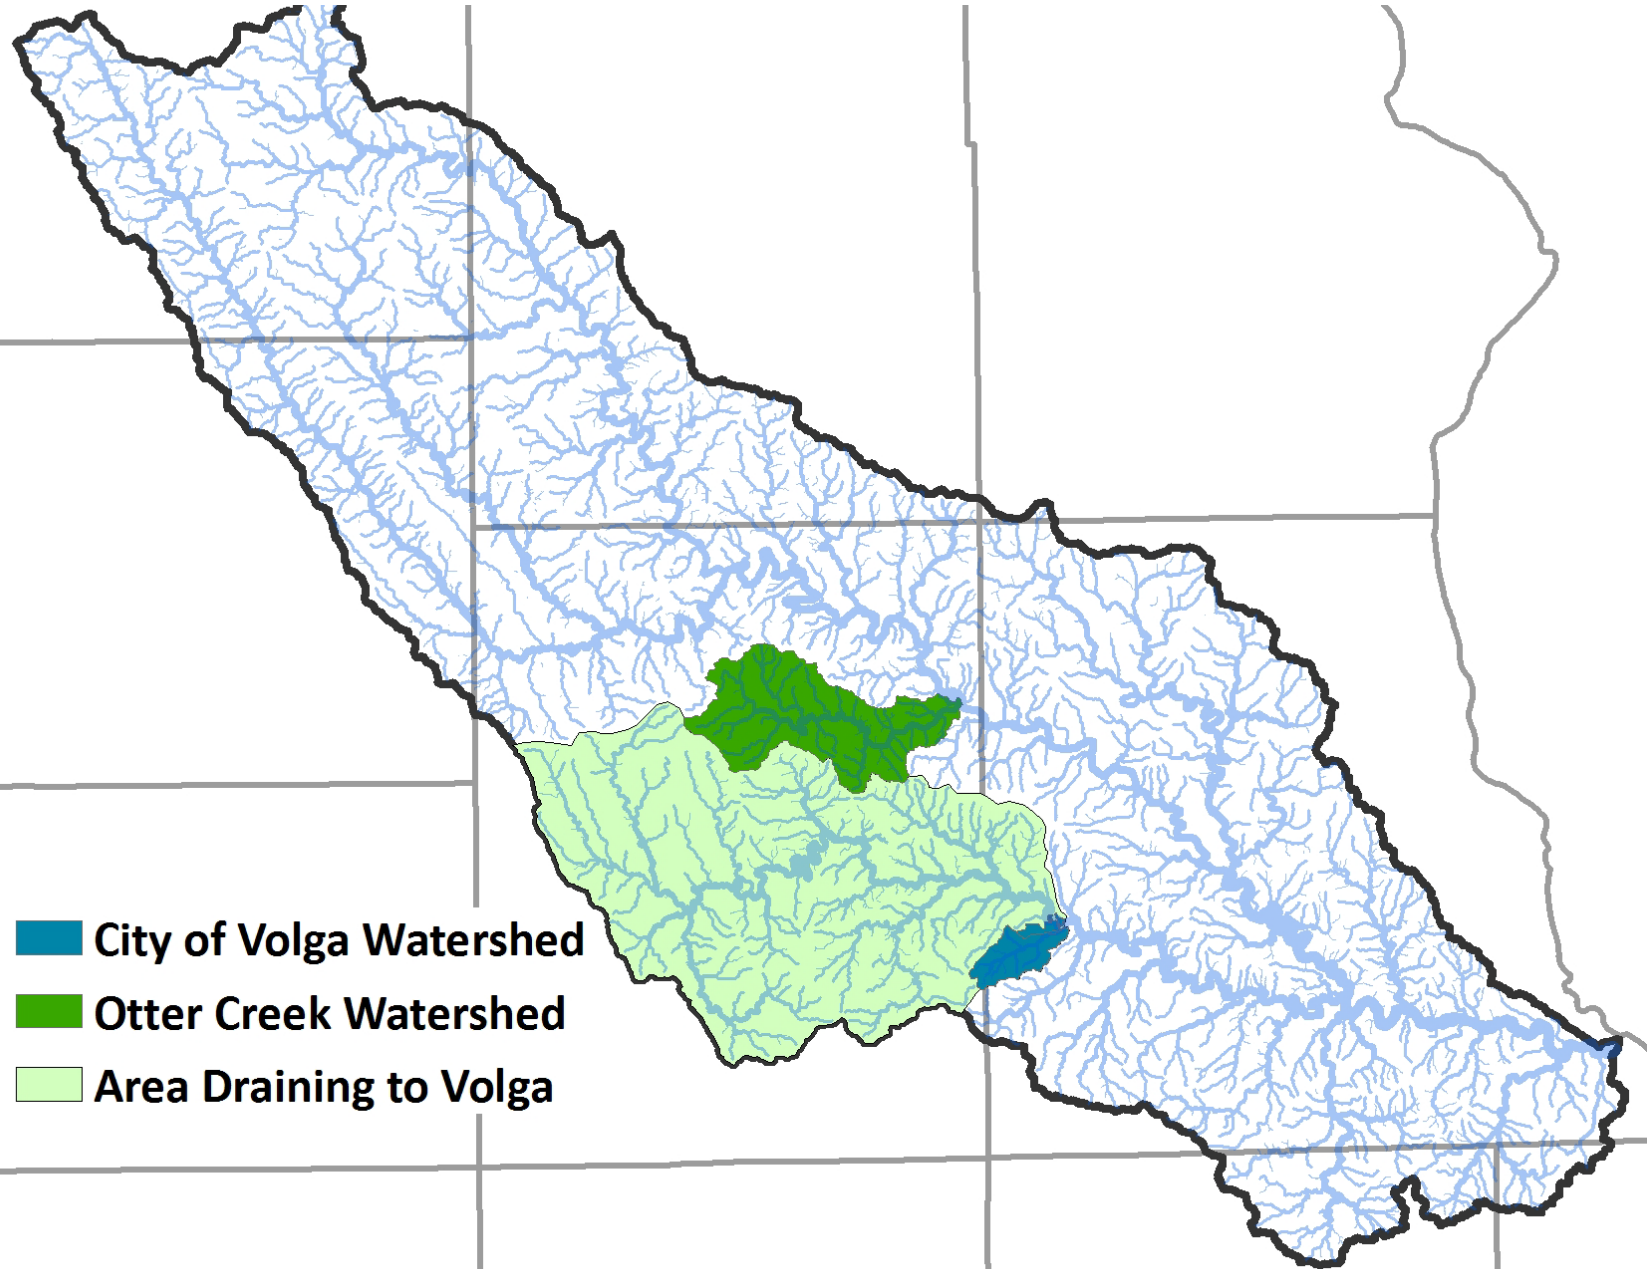 City of Volga Watershed
Otter Creek Watershed
Area Draining to Volga